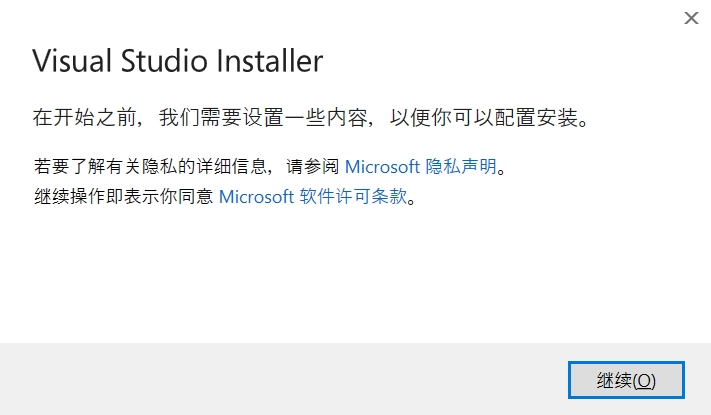 Visual Studio Installer
在开始之前，我们需要设置一些内容，以便你可以配置安装。
若要了解有关隐私的详细信息，请参阅 Microsoft 隐私声明。
继续操作即表示你同意 Microsoft 软件许可条款。
继续(O)